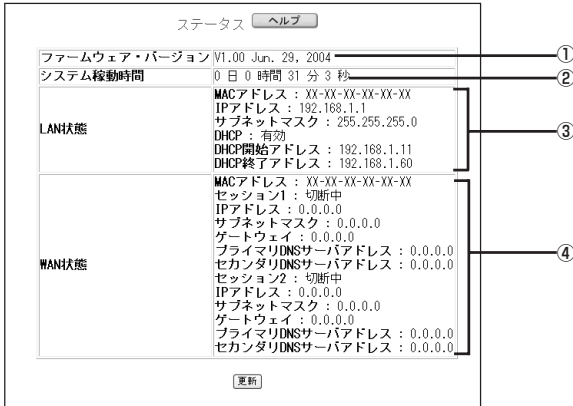 ステータス ヘルプ
ファームウェア・バージョン V1.00 Jun. 29, 2004 ①
システム稼動時間 0 日 0 時間 31 分 3 秒 ②
LAN状態
MACアドレス : XX-XX-XX-XX-XX-XX
IPアドレス : 192.168.1.1
サブネットマスク : 255.255.255.0
DHCP : 有効
DHCP開始アドレス : 192.168.1.11
DHCP終了アドレス : 192.168.1.60
③
WAN状態
MACアドレス : XX-XX-XX-XX-XX-XX
セッション1 : 切断中
IPアドレス : 0.0.0.0
サブネットマスク : 0.0.0.0
ゲートウェイ : 0.0.0.0
プライマリDNSサーバアドレス : 0.0.0.0
セカンダリDNSサーバアドレス : 0.0.0.0
セッション2 : 切断中
IPアドレス : 0.0.0.0
サブネットマスク : 0.0.0.0
ゲートウェイ : 0.0.0.0
プライマリDNSサーバアドレス : 0.0.0.0
セカンダリDNSサーバアドレス : 0.0.0.0
④
更新